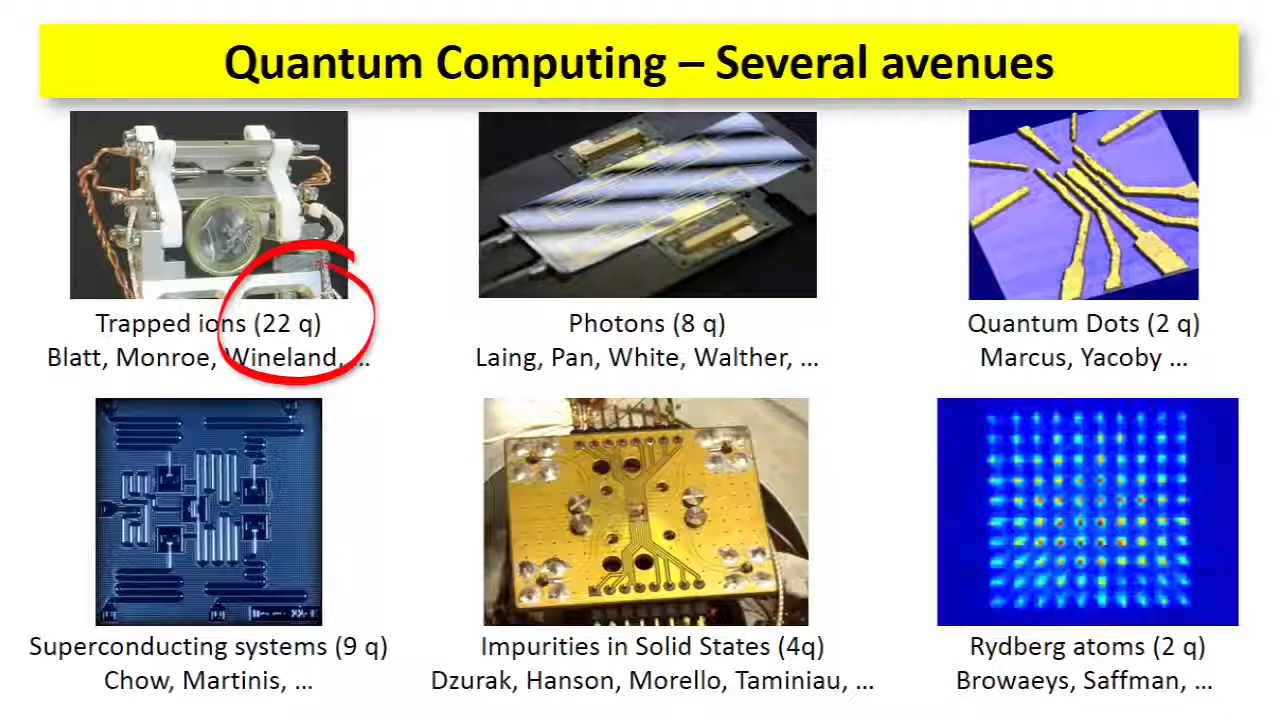 Quantum Computing – Several avenues
Trapped ions (22 q)
Blatt, Monroe, Wineland, …
Photons (8 q)
Laing, Pan, White, Walther, …
Quantum Dots (2 q)
Marcus, Yacoby …
Superconducting systems (9 q)
Chow, Martinis, …
Impurities in Solid States (4q)
Dzurak, Hanson, Morello, Taminiau, …
Rydberg atoms (2 q)
Browaeys, Saffman, …